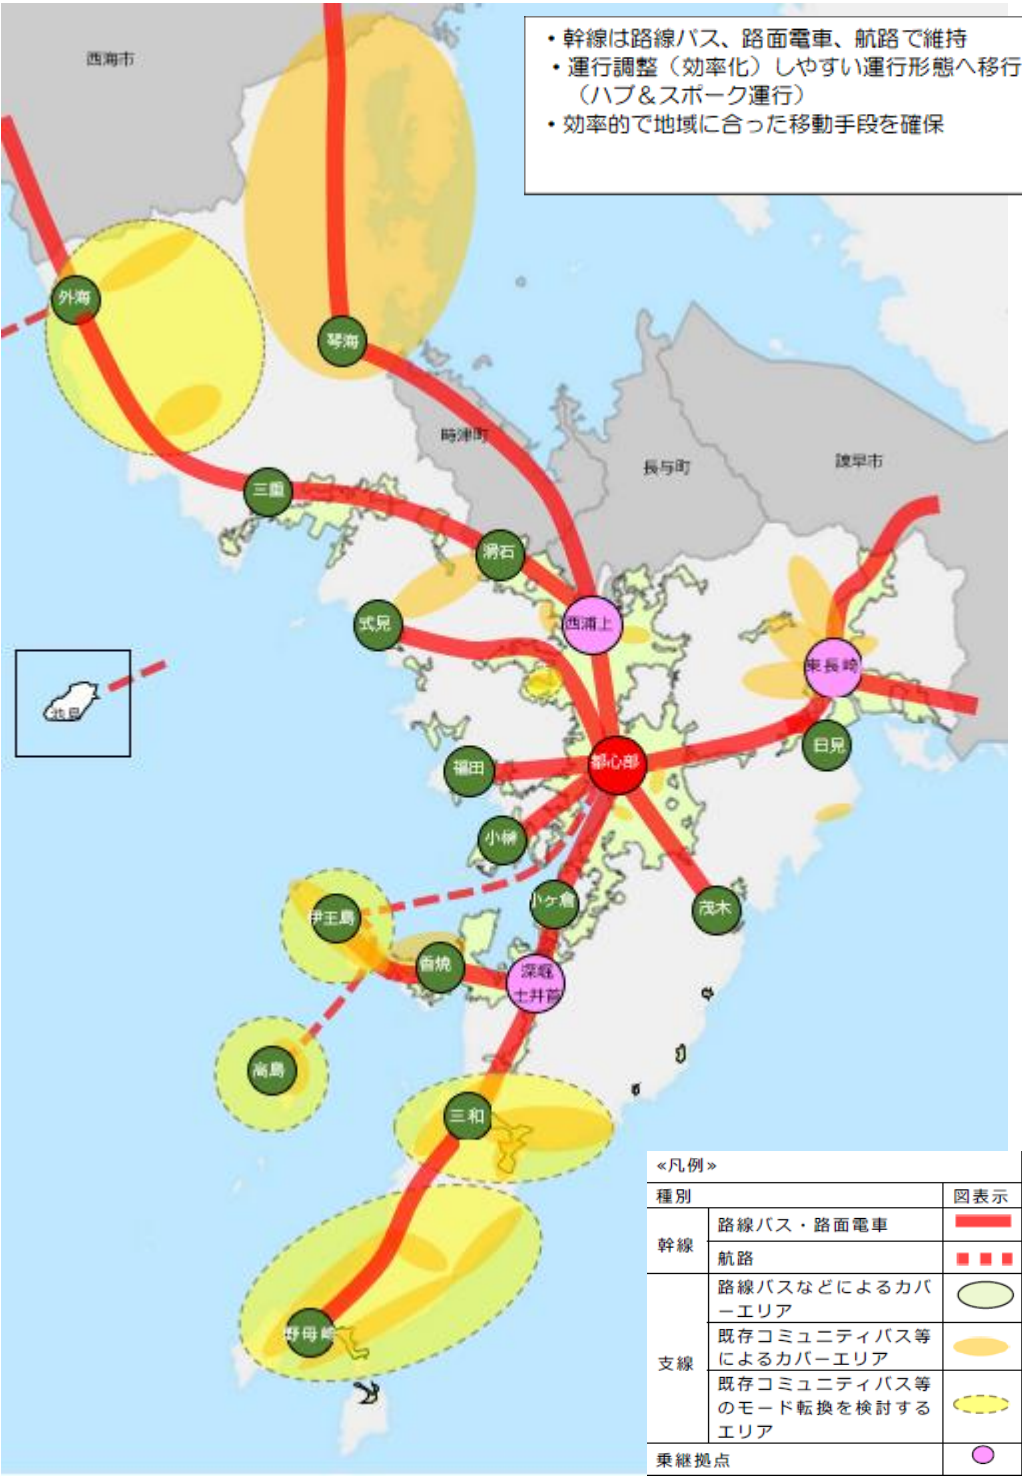 ・幹線は路線バス、路面電車、航路で維持
・運行調整（効率化）しやすい運行形態へ移行
（ハブ＆スポーク運行）
・効率的で地域に合った移動手段を確保
西海市
外海
琴海
時津町
長与町
諫早市
三重
滑石
式見
西浦上
東長崎
池島
日見
福田
都心部
小榊
小ヶ倉
茂木
伊王島
香焼
深堀
土井首
高島
三和
野母崎
≪凡例≫
種別 図表示
幹線
路線バス・路面電車
航路
支線
路線バスなどによるカバ
ーエリア
既存コミュニティバス等
によるカバーエリア
既存コミュニティバス等
のモード転換を検討する
エリア
乗継拠点